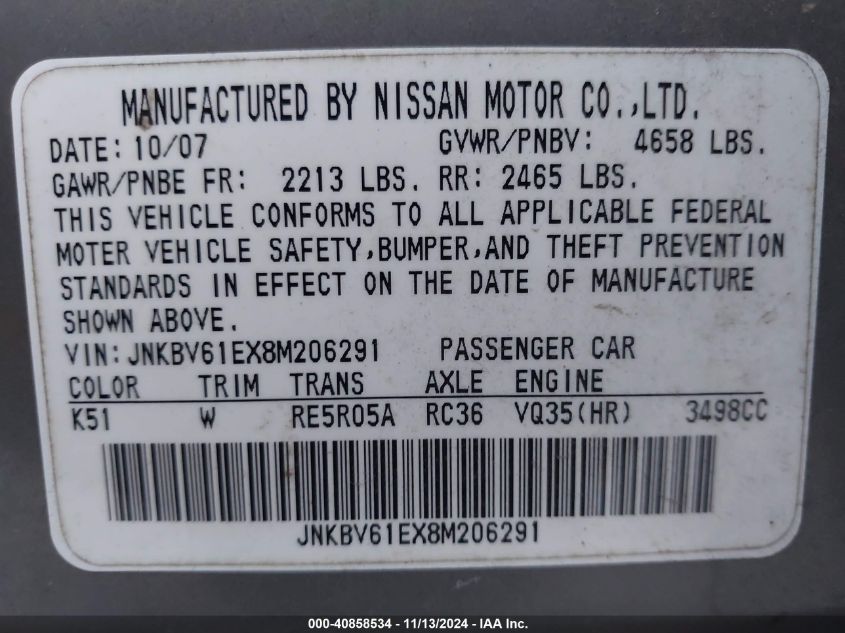 MANUFACTURED BY NISSAN MOTOR CO.,LTD.
DATE: 10/07 GVWR/PNBV: 4658 LBS.
GAWR/PNBE FR: 2213 LBS. RR: 2465 LBS.
THIS VEHICLE CONFORMS TO ALL APPLICABLE FEDERAL
MOTER VEHICLE SAFETY,BUMPER,AND THEFT PREVENTION
STANDARDS IN EFFECT ON THE DATE OF MANUFACTURE
SHOWN ABOVE.
VIN: JNKBV61EX8M206291 PASSENGER CAR
COLOR TRIM TRANS AXLE ENGINE
K51 W RE5R05A RC36 VQ35(HR) 3498CC
JNKBV61EX8M206291
000-40858534 - 11/13/2024 - IAA Inc.